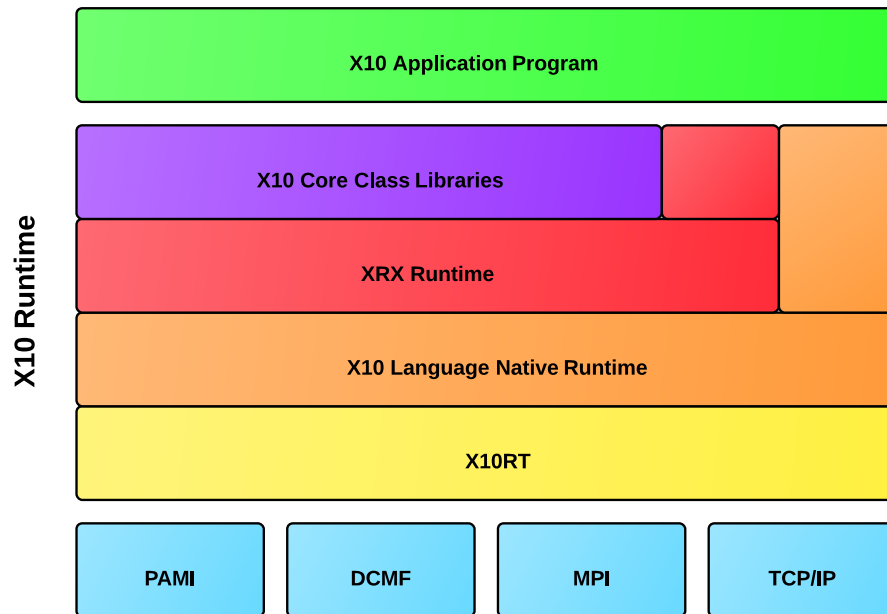 X10 Application Program
X10 Runtime
X10 Core Class Libraries
XRX Runtime
X10 Language Native Runtime
X10RT
PAMI
DCMF
MPI
TCP/IP